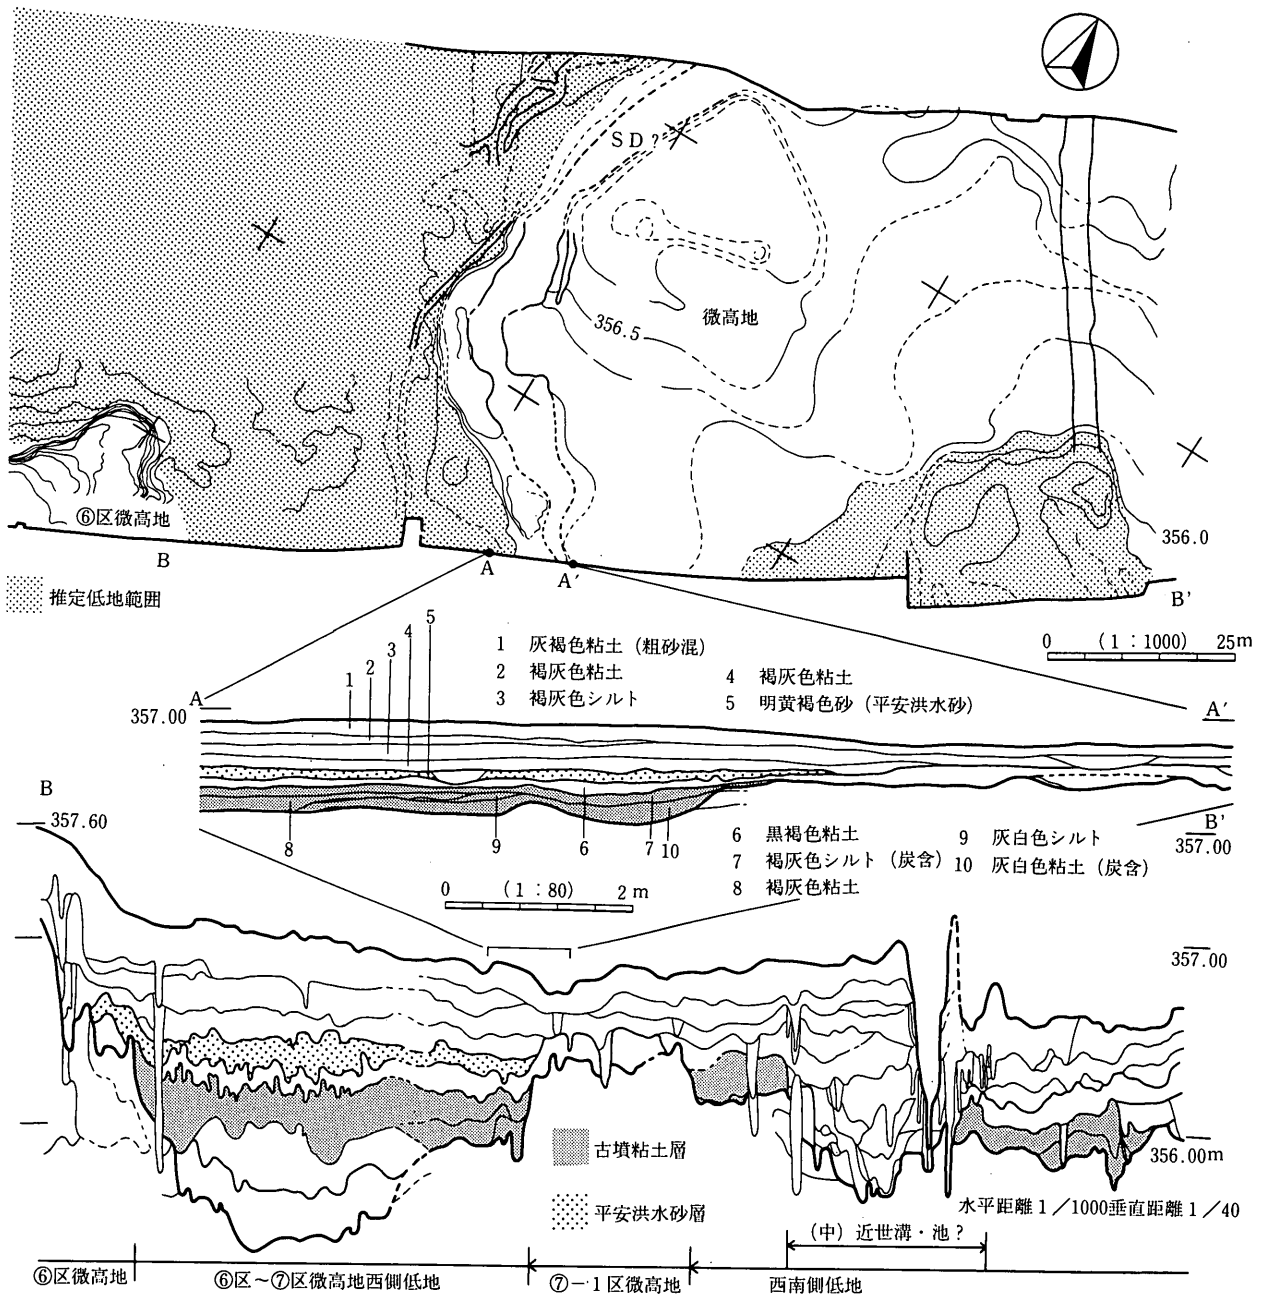 SD?
356.5
微高地
⑥区微高地
B
A
A'
356.0
B'
推定低地範囲
0 (1:1000) 25m
1 2 3 4 5
1 灰褐色粘土(粗砂混)
2 褐灰色粘土
3 褐灰色シルト
4 褐灰色粘土
5 明黄褐色砂(平安洪水砂)
A
357.00
A'
B
357.60
8 9 6 7 10
6 黒褐色粘土
7 褐灰色シルト(炭含)
8 褐灰色粘土
9 灰白色シルト
10 灰白色粘土(炭含)
B'
357.00
0 (1:80) 2m
357.00
古墳粘土層
356.00m
平安洪水砂層
水平距離1/1000垂直距離1/40
(中)近世溝・池?
⑥区微高地
⑥区~⑦区微高地西側低地
⑦-1区微高地
西南側低地